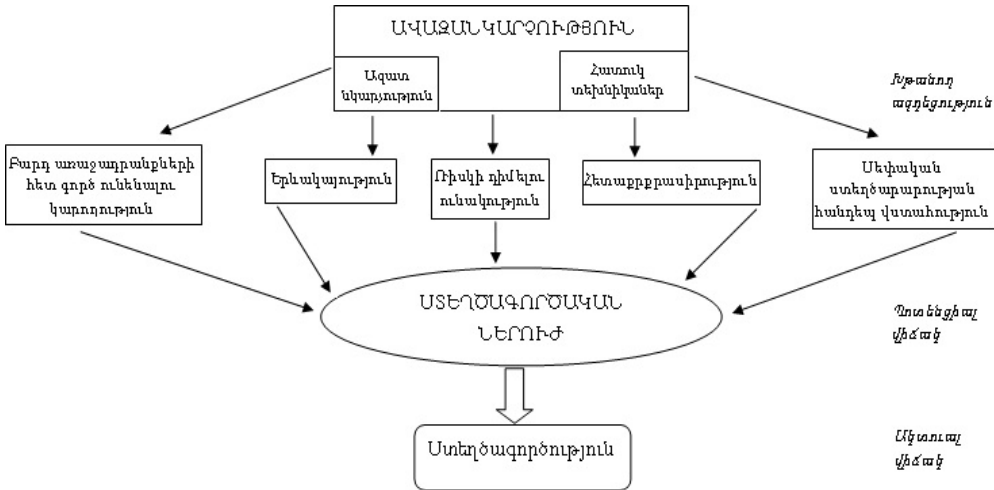 ԱՎԱԶԱՆԿԱՐՉՈՒԹՅՈՒՆ
Ազատ
նկարչություն
Հատուկ
տեխնիկաներ
Խթանող
ազդեցություն
Բարդ առաջադրանքների
հետ գործ ունենալու
կարողություն
Երևակայություն
Ռիսկի դիմելու
ունակություն
Հետաքրքրասիրություն
Սեփական
ստեղծարարության
հանդեպ վստահություն
ՍՏԵՂԾԱԳՈՐԾԱԿԱՆ
ՆԵՐՈՒԺ
Պոտենցիալ
վիճակ
Ստեղծագործություն
Ակտուալ
վիճակ